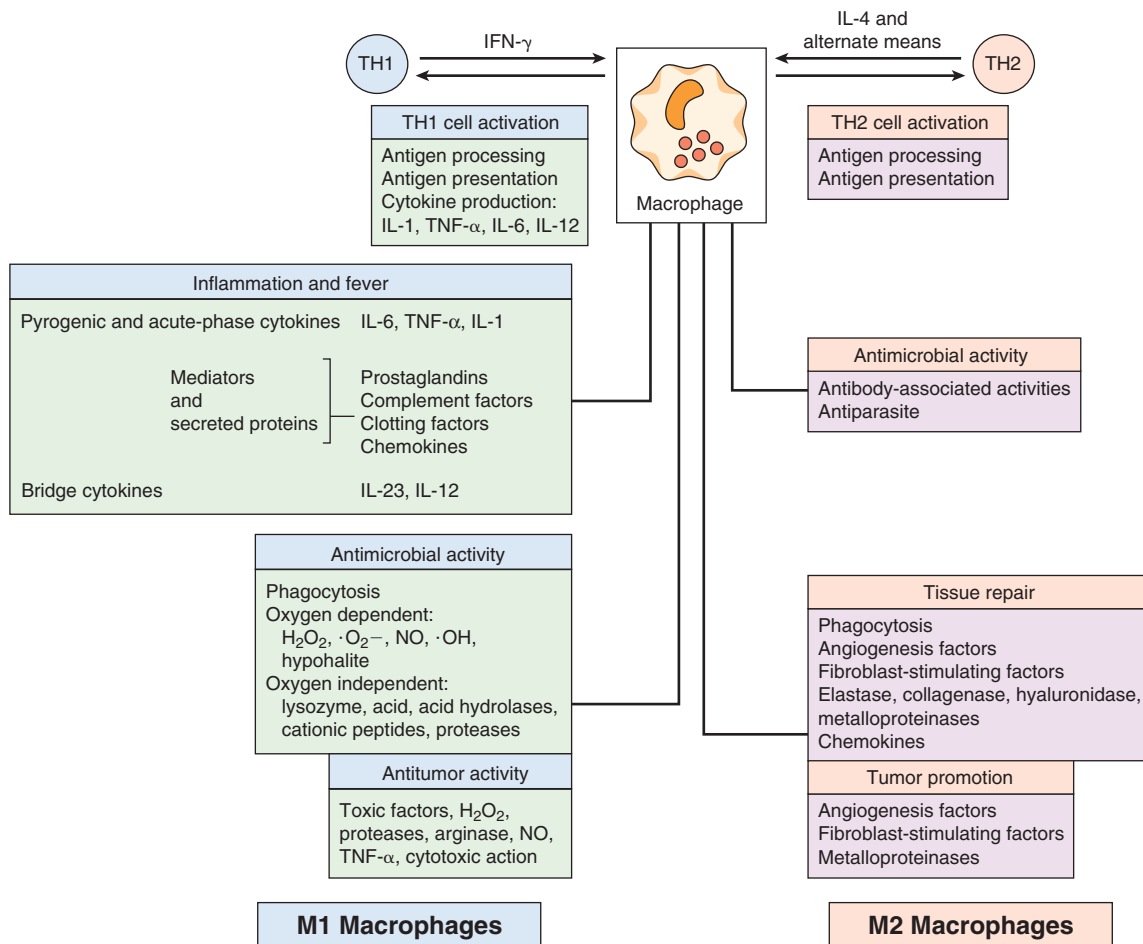 IFN-γ
IL-4 and
alternate means
TH1
TH2
Macrophage
TH1 cell activation
Antigen processing
Antigen presentation
Cytokine production:
IL-1, TNF-α, IL-6, IL-12
TH2 cell activation
Antigen processing
Antigen presentation
Inflammation and fever
Pyrogenic and acute-phase cytokines IL-6, TNF-α, IL-1
Mediators
and
secreted proteins
Prostaglandins
Complement factors
Clotting factors
Chemokines
Bridge cytokines IL-23, IL-12
Antimicrobial activity
Antibody-associated activities
Antiparasite
Antimicrobial activity
Phagocytosis
Oxygen dependent:
H₂O₂, ·O₂−, NO, ·OH,
hypohalite
Oxygen independent:
lysozyme, acid, acid hydrolases,
cationic peptides, proteases
Antitumor activity
Toxic factors, H₂O₂,
proteases, arginase, NO,
TNF-α, cytotoxic action
Tissue repair
Phagocytosis
Angiogenesis factors
Fibroblast-stimulating factors
Elastase, collagenase, hyaluronidase,
metalloproteinases
Chemokines
Tumor promotion
Angiogenesis factors
Fibroblast-stimulating factors
Metalloproteinases
M1 Macrophages
M2 Macrophages